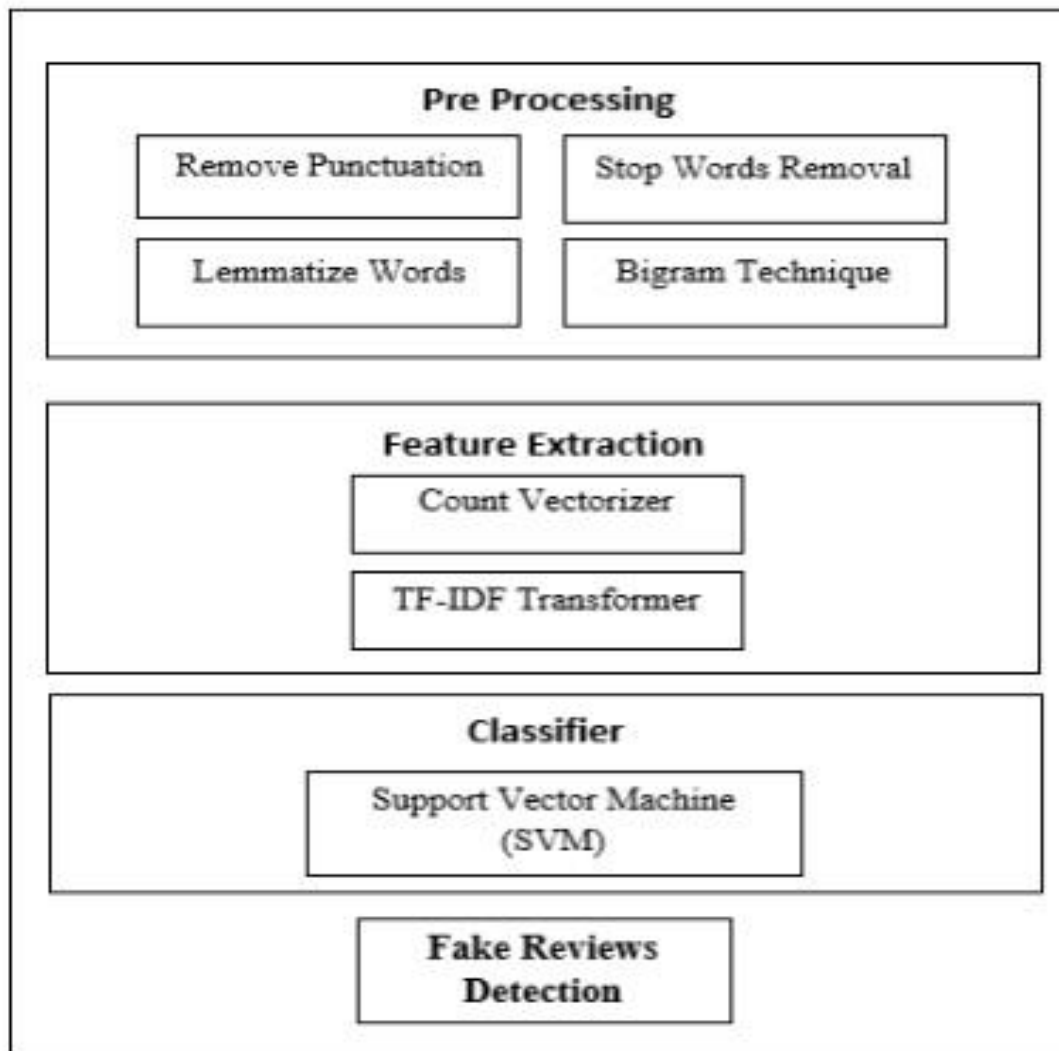 Pre Processing
Remove Punctuation
Stop Words Removal
Lemmatize Words
Bigram Technique
Feature Extraction
Count Vectorizer
TF-IDF Transformer
Classifier
Support Vector Machine
(SVM)
Fake Reviews
Detection